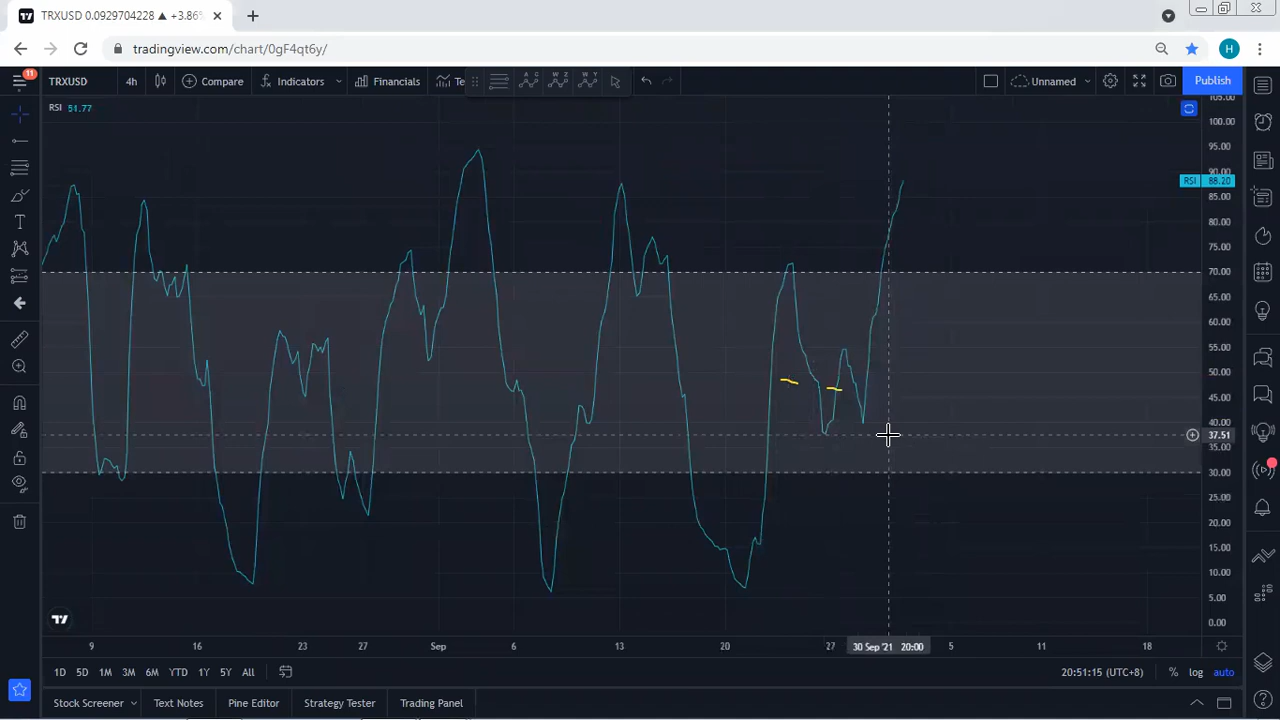 TRXUSD 0.0929704228 ▲ +3.86%
tradingview.com/chart/0gF4qt6y/
H
11
TRXUSD 4h Compare Indicators Financials Te Unnamed Publish
RSI 51.77
105.00
100.00
95.00
90.00
RSI 88.20
85.00
80.00
75.00
70.00
65.00
60.00
55.00
50.00
45.00
40.00
37.51
35.00
30.00
25.00
20.00
15.00
10.00
5.00
0.00
9 16 23 27 Sep 6 13 20 27 30 Sep '21 20:00 5 11 18
1D 5D 1M 3M 6M YTD 1Y 5Y All 20:51:15 (UTC+8) % log auto
Stock Screener Text Notes Pine Editor Strategy Tester Trading Panel